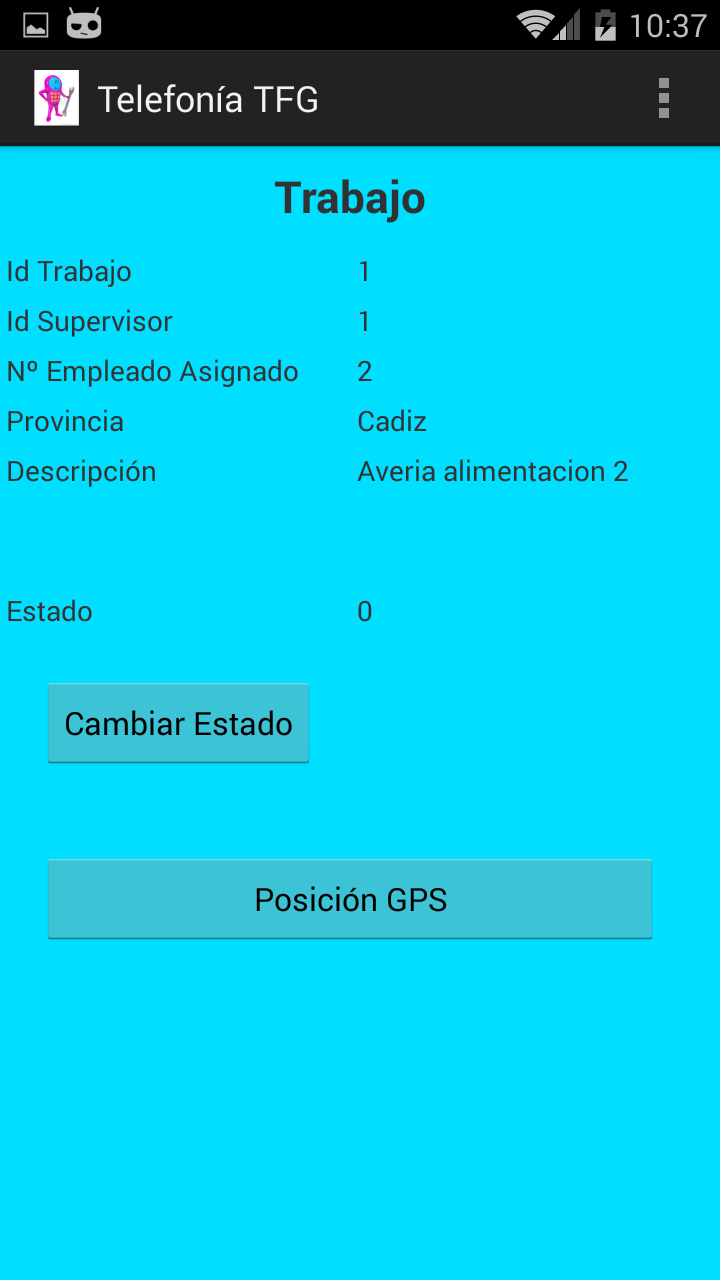 10:37
Telefonía TFG
Trabajo
Id Trabajo 1
Id Supervisor 1
Nº Empleado Asignado 2
Provincia Cadiz
Descripción Averia alimentacion 2
Estado 0
Cambiar Estado
Posición GPS